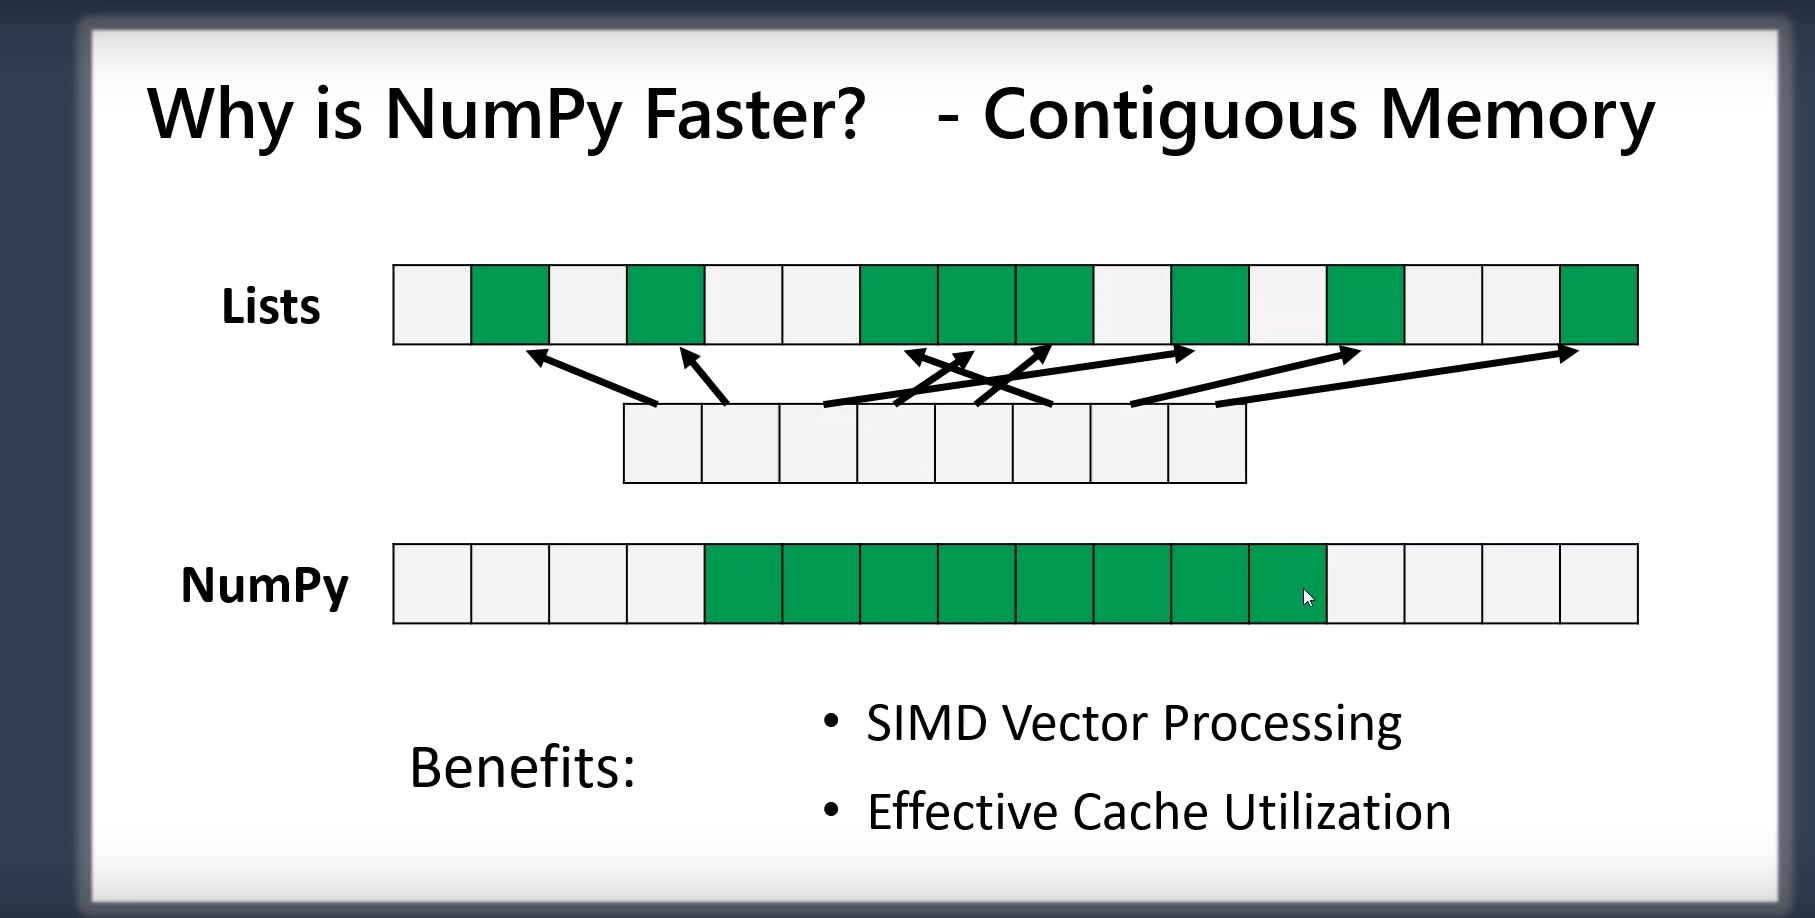 Why is NumPy Faster? - Contiguous Memory
Lists
NumPy
Benefits:
• SIMD Vector Processing
• Effective Cache Utilization